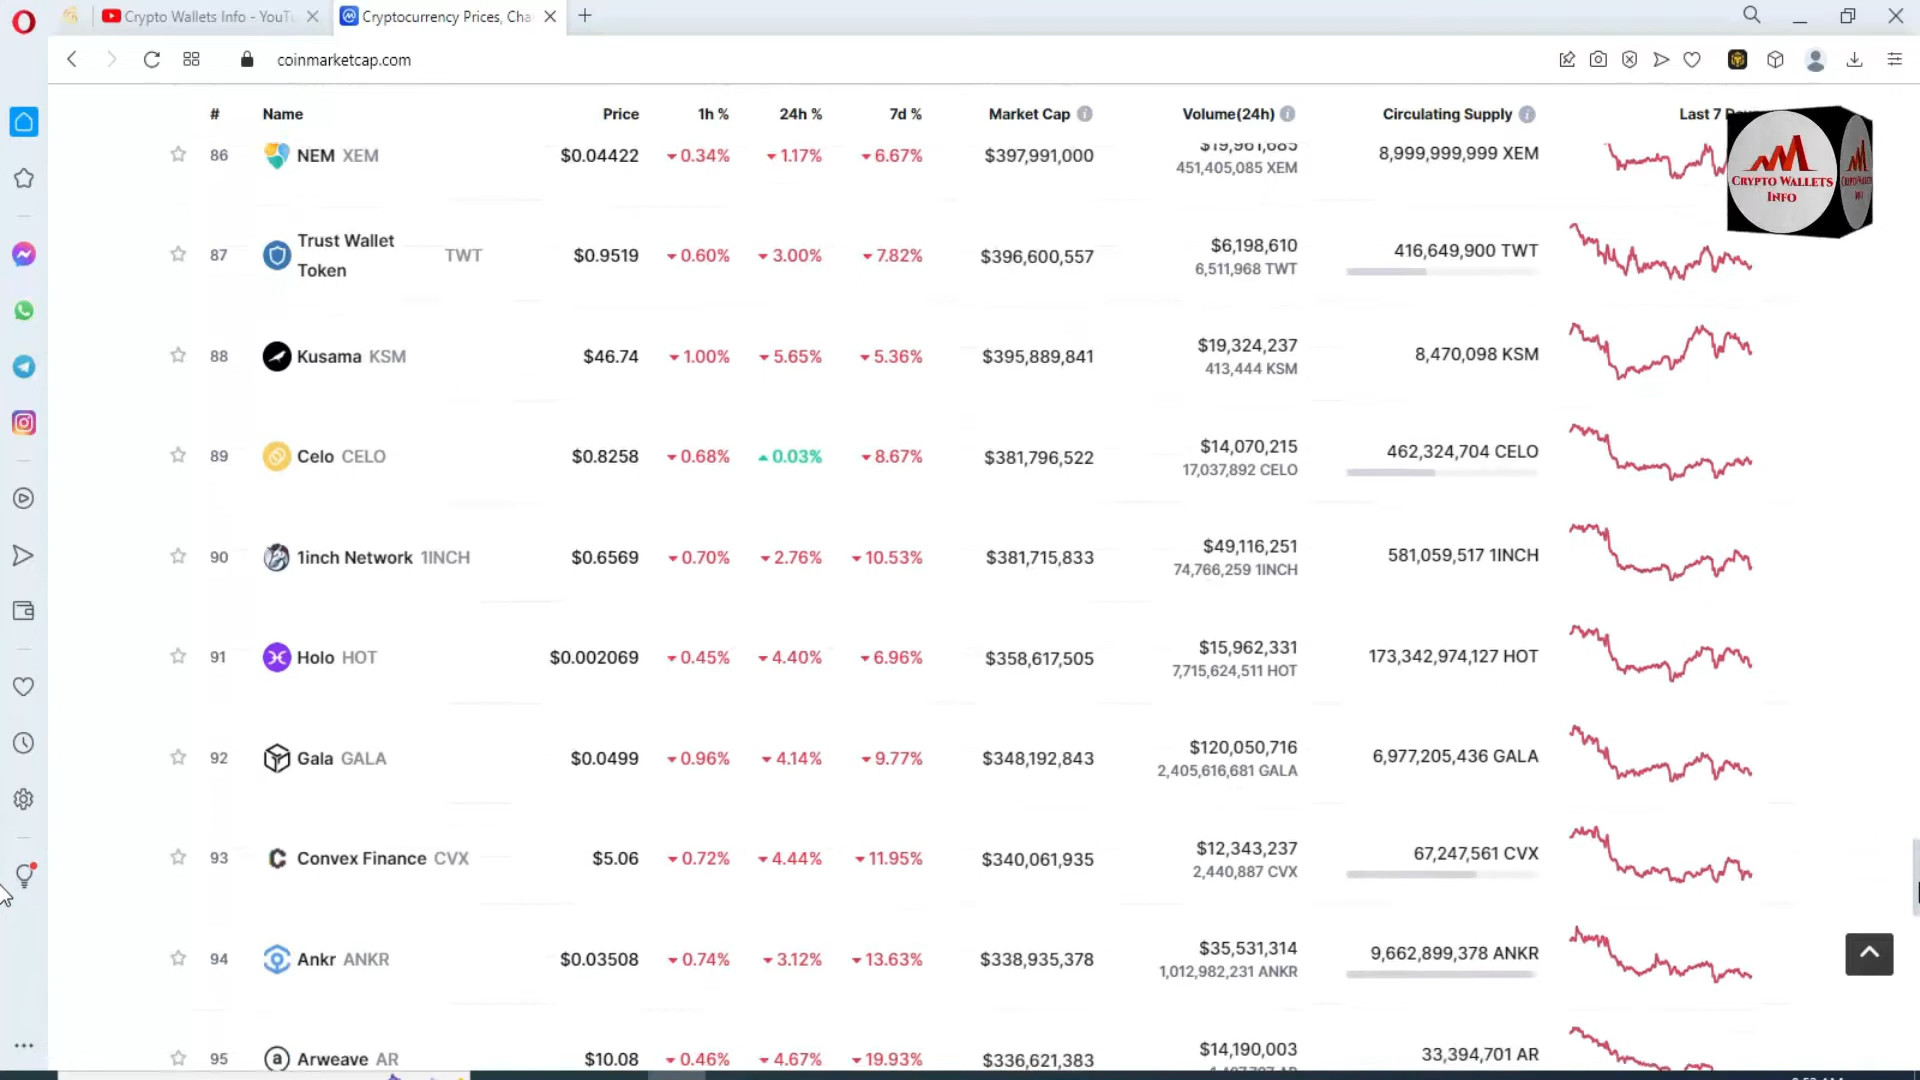 Crypto Wallets Info - YouT
Cryptocurrency Prices, Cha
coinmarketcap.com
# Name Price 1h % 24h % 7d % Market Cap Volume(24h) Circulating Supply Last 7 D
86 NEM XEM $0.04422 0.34% 1.17% 6.67% $397,991,000 $19,961,685 8,999,999,999 XEM
451,405,085 XEM
87 Trust Wallet Token TWT $0.9519 0.60% 3.00% 7.82% $396,600,557 $6,198,610 416,649,900 TWT
6,511,968 TWT
88 Kusama KSM $46.74 1.00% 5.65% 5.36% $395,889,841 $19,324,237 8,470,098 KSM
413,444 KSM
89 Celo CELO $0.8258 0.68% 0.03% 8.67% $381,796,522 $14,070,215 462,324,704 CELO
17,037,892 CELO
90 1inch Network 1INCH $0.6569 0.70% 2.76% 10.53% $381,715,833 $49,116,251 581,059,517 1INCH
74,766,259 1INCH
91 Holo HOT $0.002069 0.45% 4.40% 6.96% $358,617,505 $15,962,331 173,342,974,127 HOT
7,715,624,511 HOT
92 Gala GALA $0.0499 0.96% 4.14% 9.77% $348,192,843 $120,050,716 6,977,205,436 GALA
2,405,616,681 GALA
93 Convex Finance CVX $5.06 0.72% 4.44% 11.95% $340,061,935 $12,343,237 67,247,561 CVX
2,440,887 CVX
94 Ankr ANKR $0.03508 0.74% 3.12% 13.63% $338,935,378 $35,531,314 9,662,899,378 ANKR
1,012,982,231 ANKR
95 Arweave AR $10.08 0.46% 4.67% 19.93% $336,621,383 $14,190,003 33,394,701 AR
CRYPTO WALLETS
INFO